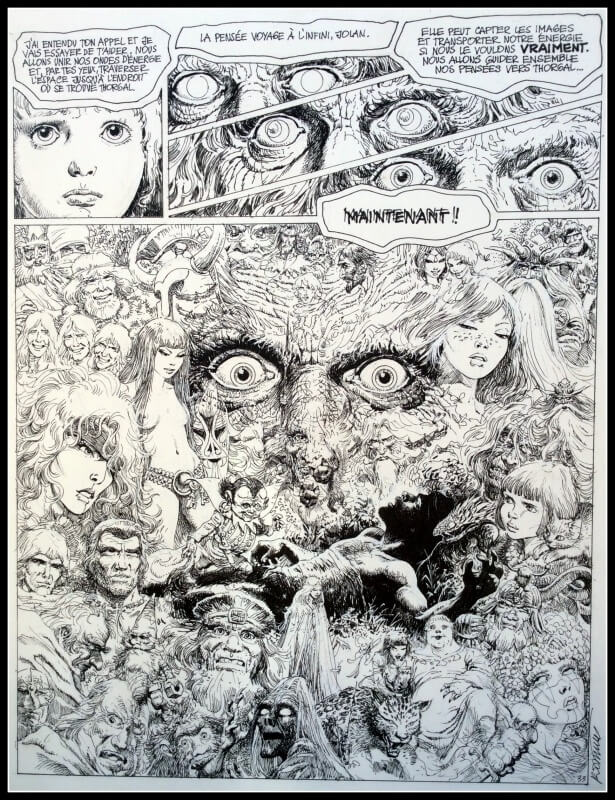 J'AI ENTENDU TON APPEL ET JE
VAIS ESSAYER DE T'AIDER. NOUS
ALLONS UNIR NOS ONDES D'ÉNERGIE
ET, PAR TES YEUX, TRAVERSER
L'ESPACE JUSQU'À L'ENDROIT
OÙ SE TROUVE THORGAL.
LA PENSÉE VOYAGE À L'INFINI, JOLAN.
ELLE PEUT CAPTER LES IMAGES
ET TRANSPORTER NOTRE ÉNERGIE
SI NOUS LE VOULONS VRAIMENT.
NOUS ALLONS GUIDER ENSEMBLE
NOS PENSÉES VERS THORGAL...
MAINTENANT !!
33